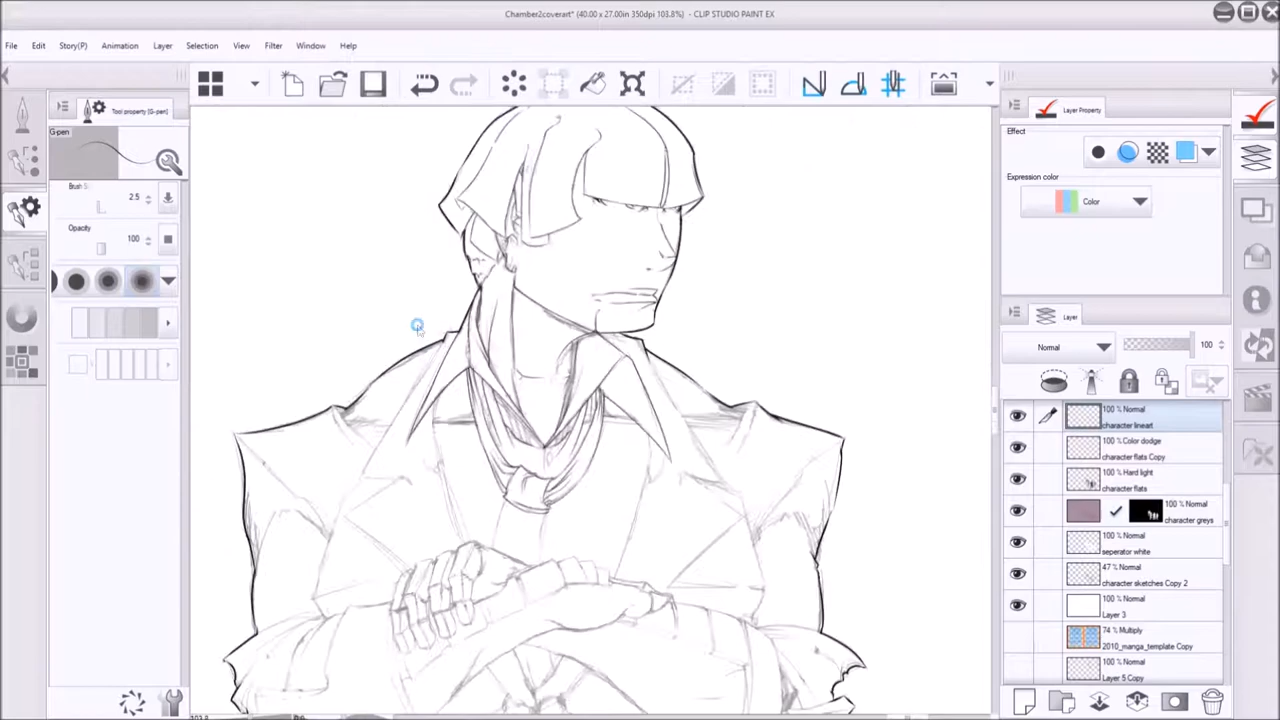 Chamber2coverart* (40.00 x 27.00in 350dpi 103.8%) - CLIP STUDIO PAINT EX
File Edit Story(P) Animation Layer Selection View Filter Window Help
Tool property[G-pen]
G-pen
Brush S
2.5
Opacity
100
Layer Property
Effect
Expression color
Color
Layer
Normal
100
100 % Normal
character lineart
100 % Color dodge
character flats Copy
100 % Hard light
character flats
100 % Normal
character greys
100 % Normal
seperator white
47 % Normal
character sketches Copy 2
100 % Normal
Layer 3
74 % Multiply
2010_manga_template Copy
100 % Normal
Layer 5 Copy